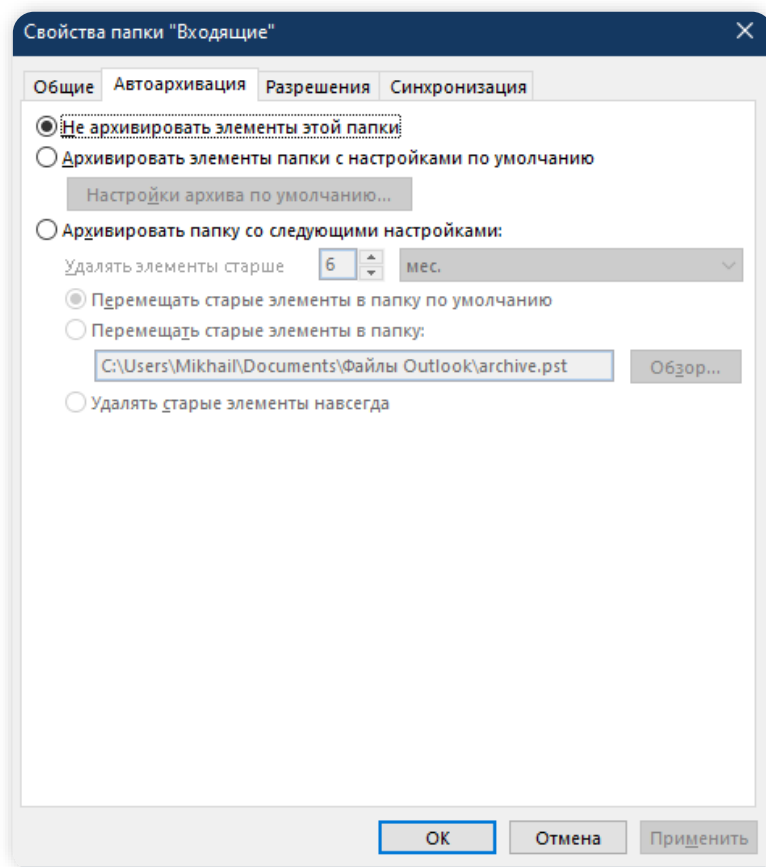 Свойства папки "Входящие"
Общие Автоархивация Разрешения Синхронизация
Не архивировать элементы этой папки
Архивировать элементы папки с настройками по умолчанию
Настройки архива по умолчанию...
Архивировать папку со следующими настройками:
Удалять элементы старше 6 мес.
Перемещать старые элементы в папку по умолчанию
Перемещать старые элементы в папку:
C:\Users\Mikhail\Documents\Файлы Outlook\archive.pst Обзор...
Удалять старые элементы навсегда
ОК Отмена Применить